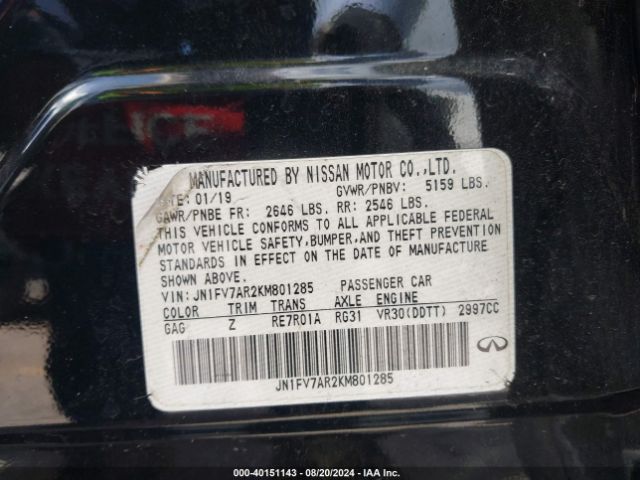 MANUFACTURED BY NISSAN MOTOR CO.,LTD.
TE: 01/19 GVWR/PNBV: 5159 LBS.
GAWR/PNBE FR: 2646 LBS. RR: 2546 LBS.
THIS VEHICLE CONFORMS TO ALL APPLICABLE FEDERAL
MOTOR VEHICLE SAFETY, BUMPER, AND THEFT PREVENTION
STANDARDS IN EFFECT ON THE DATE OF MANUFACTURE
SHOWN ABOVE.
VIN: JN1FV7AR2KM801285 PASSENGER CAR
COLOR TRIM TRANS AXLE ENGINE
GAG Z RE7R01A RG31 VR30(DDTT) 2997CC
JN1FV7AR2KM801285
000-40151143 - 08/20/2024 - IAA Inc.